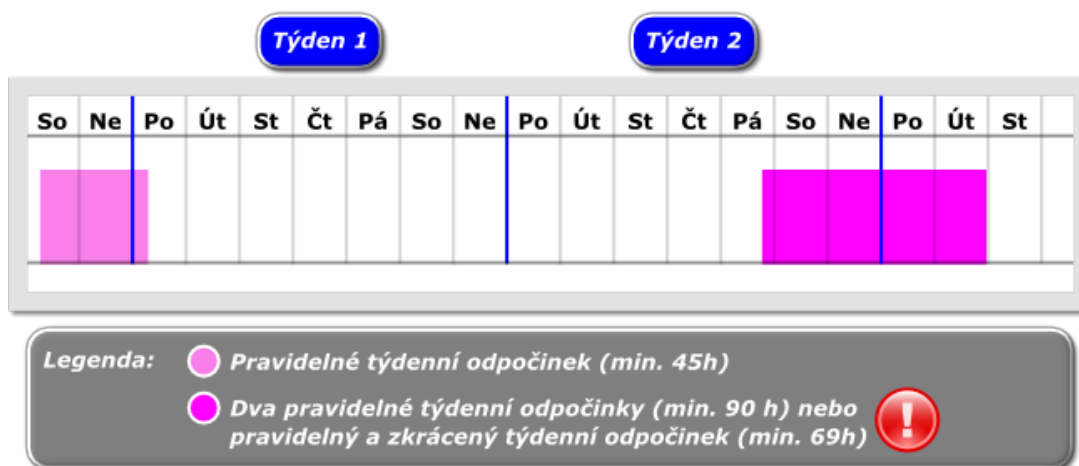 Týden 1 Týden 2
So Ne Po Út St Čt Pá So Ne Po Út St Čt Pá So Ne Po Út St
Legenda: Pravidelné týdenní odpočinek (min. 45h)
Dva pravidelné týdenní odpočinky (min. 90 h) nebo
pravidelný a zkrácený týdenní odpočinek (min. 69h) !